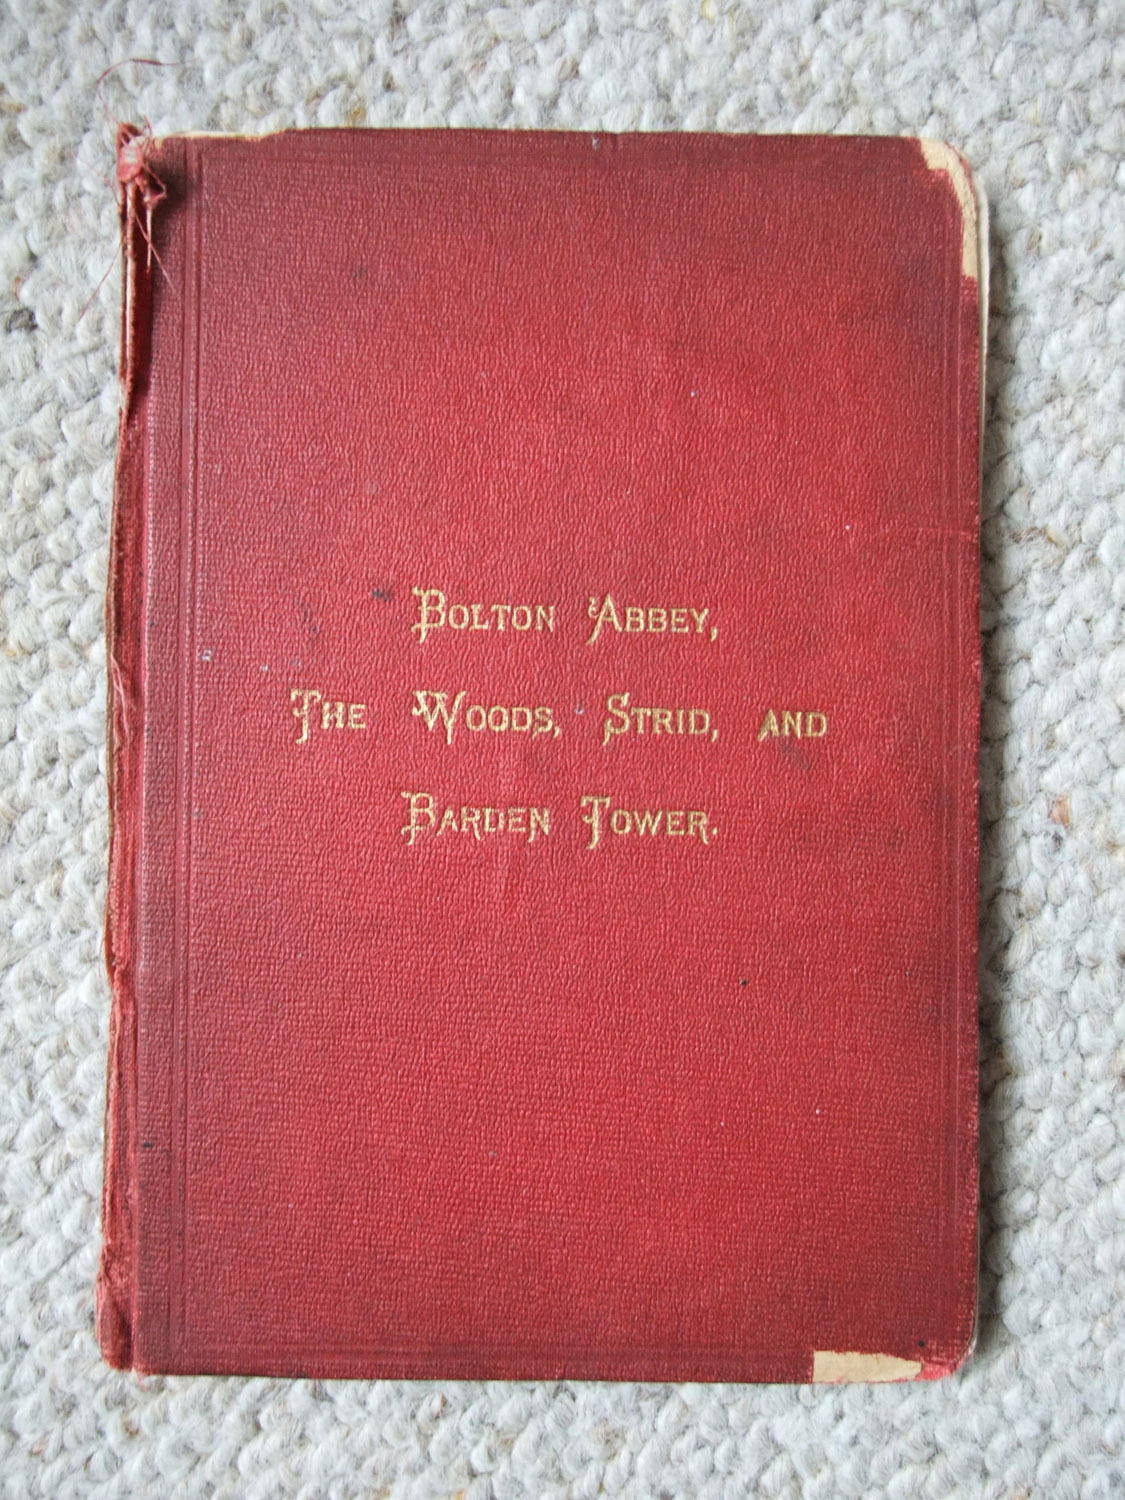 Bolton Abbey,
The Woods, Strid, and
Barden Tower.